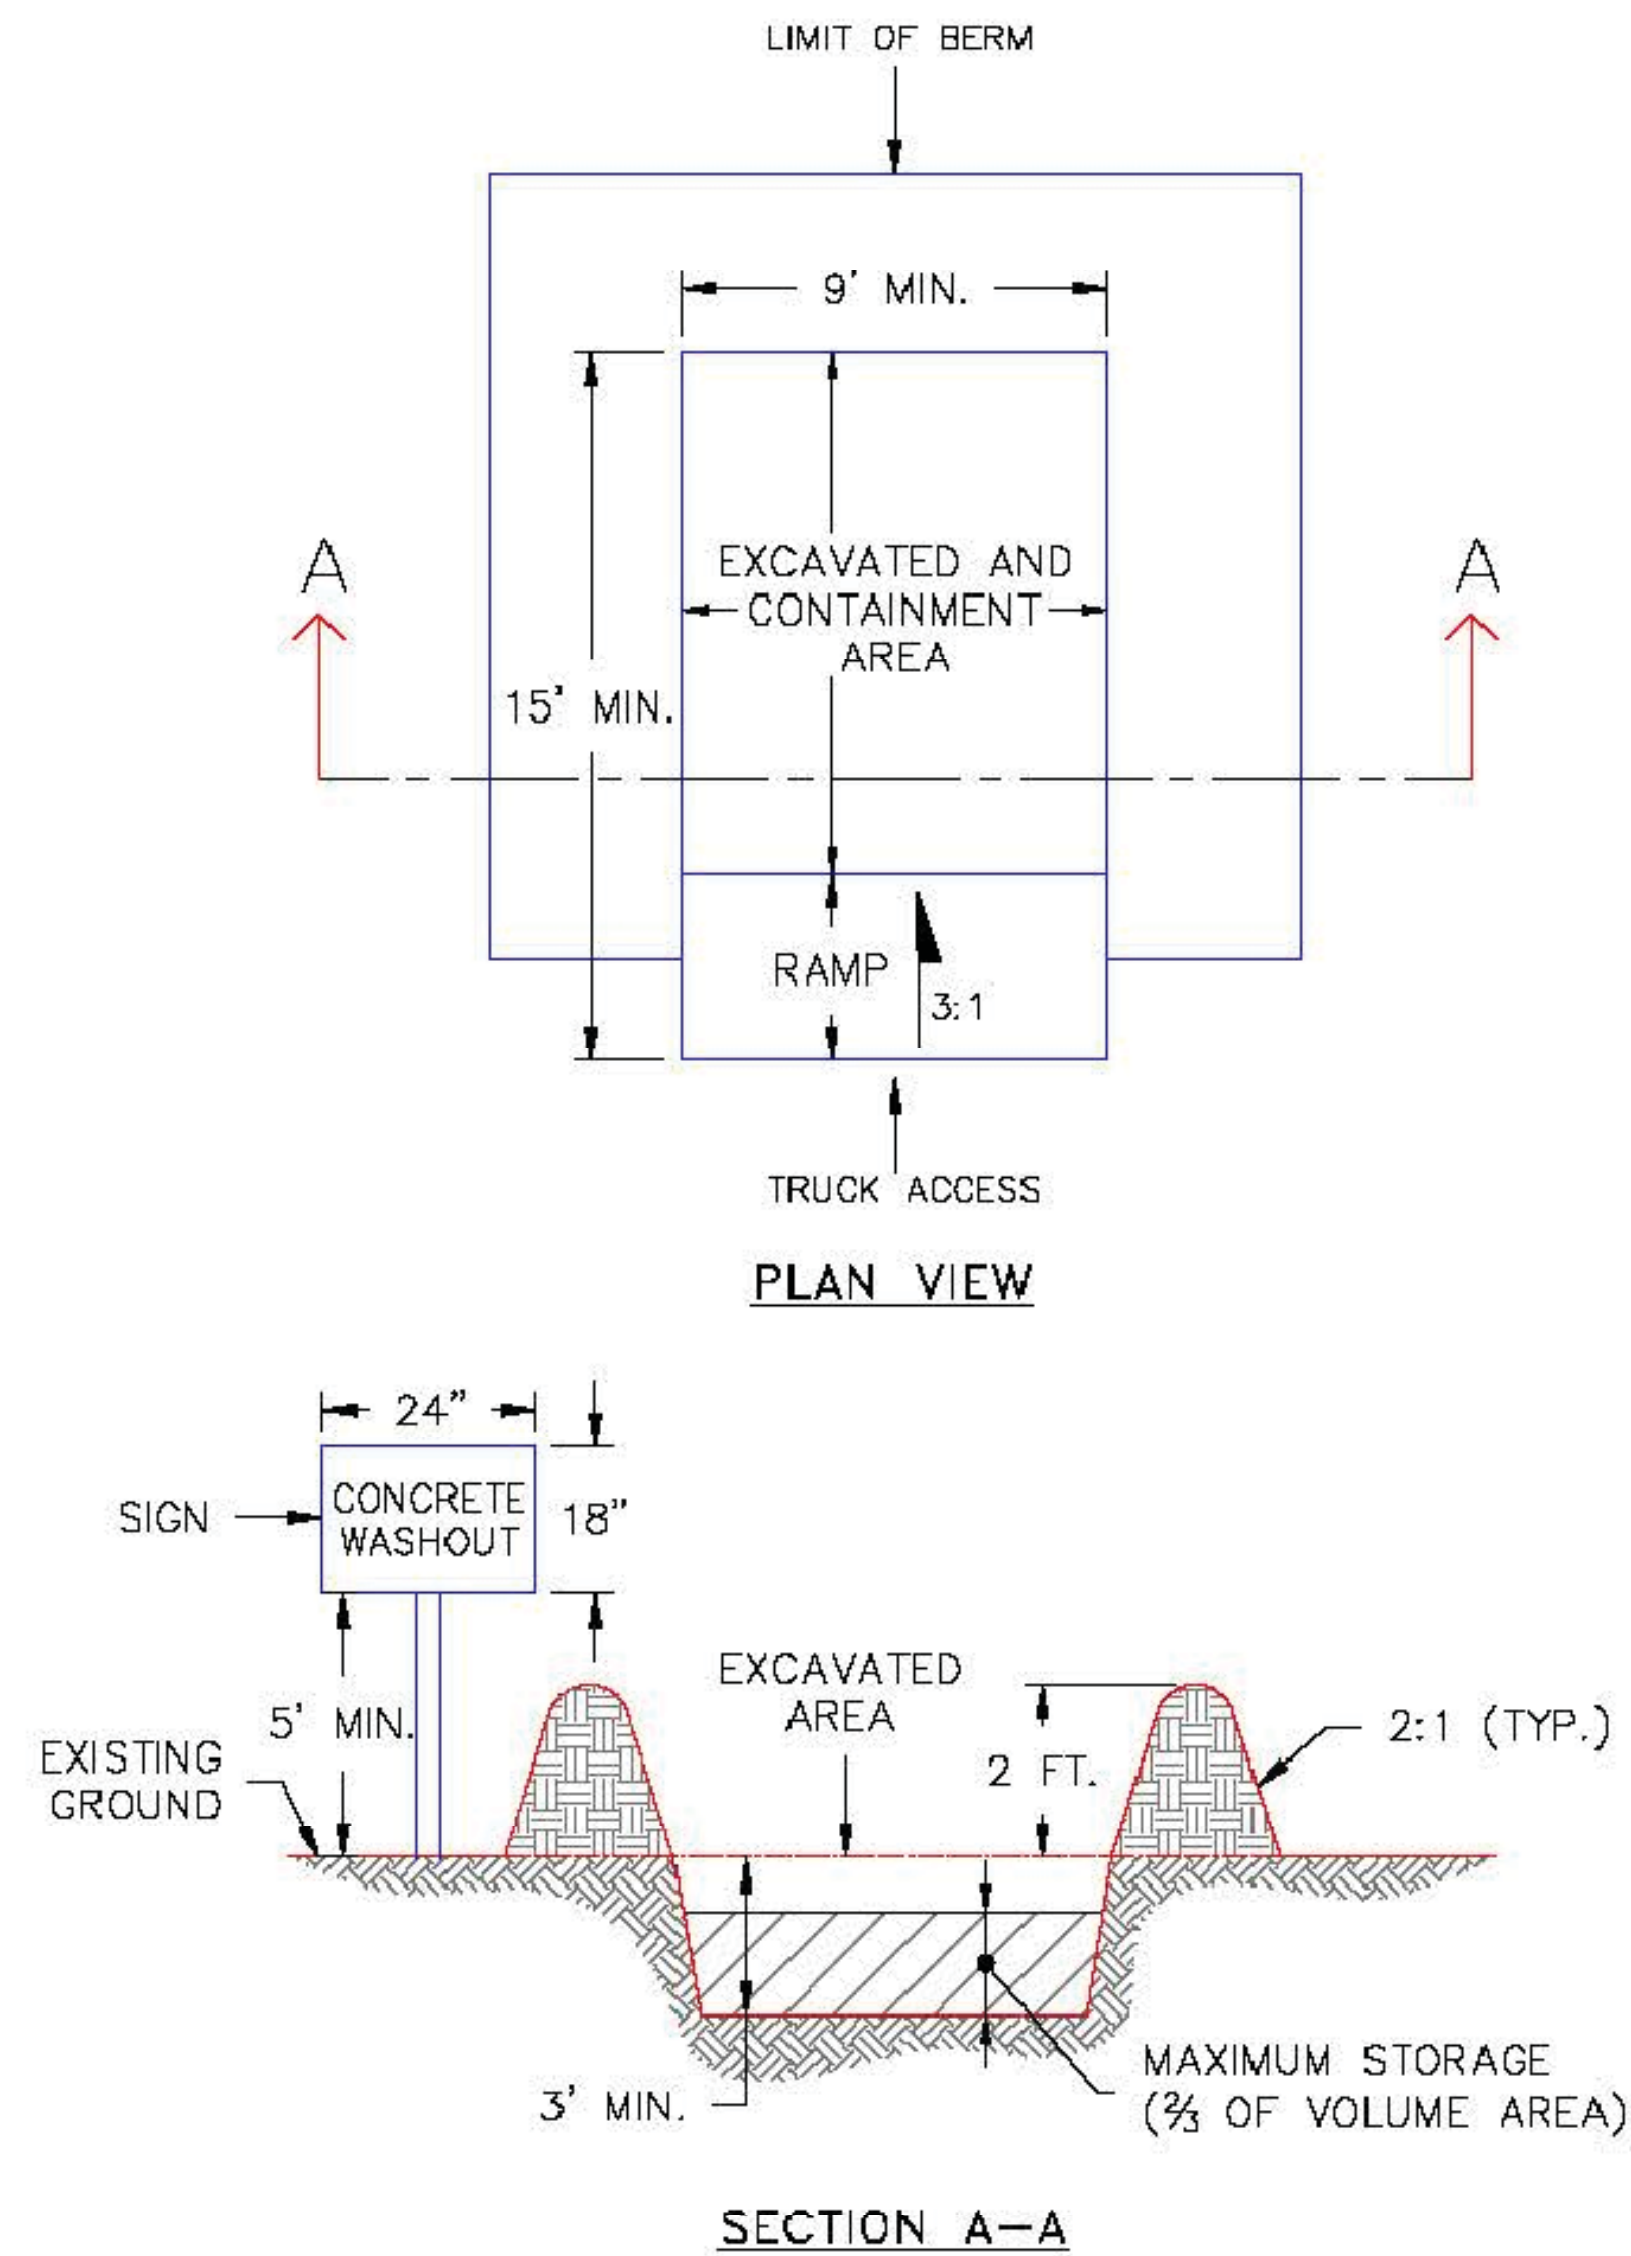 LIMIT OF BERM
9' MIN.
A
A
EXCAVATED AND
CONTAINMENT
AREA
15' MIN.
RAMP
3:1
TRUCK ACCESS
PLAN VIEW
24"
SIGN
CONCRETE
WASHOUT
18"
EXCAVATED
AREA
5' MIN.
2:1 (TYP.)
EXISTING
GROUND
2 FT.
MAXIMUM STORAGE
(⅔ OF VOLUME AREA)
3' MIN.
SECTION A-A